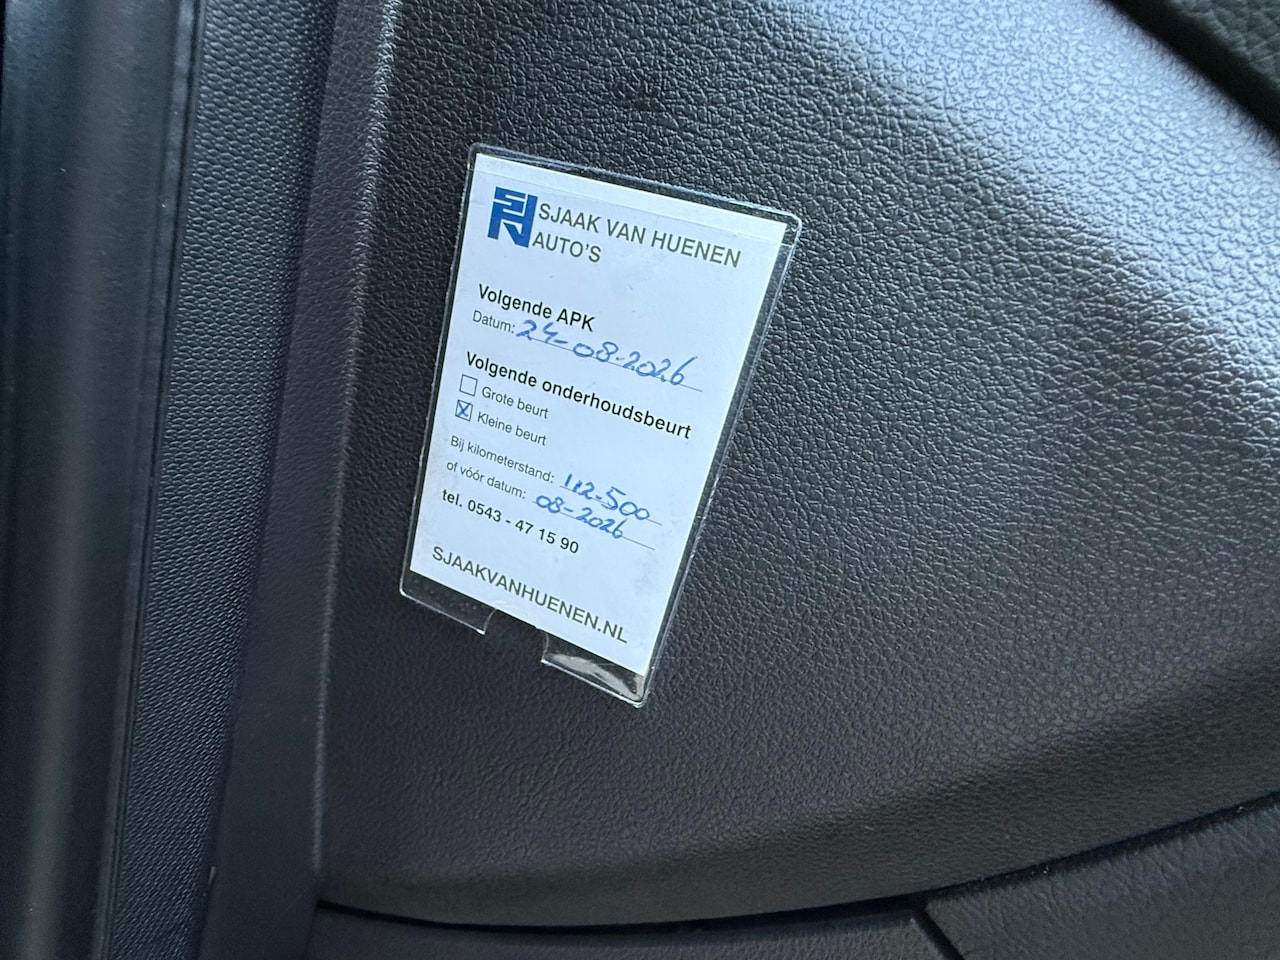 SJAAK VAN HUENEN
AUTO'S
Volgende APK
Datum: 24-08-2026
Volgende onderhoudsbeurt
Grote beurt
Kleine beurt
Bij kilometerstand: 112-500
of vóór datum: 08-2026
tel. 0543 - 47 15 90
SJAAKVANHUENEN.NL